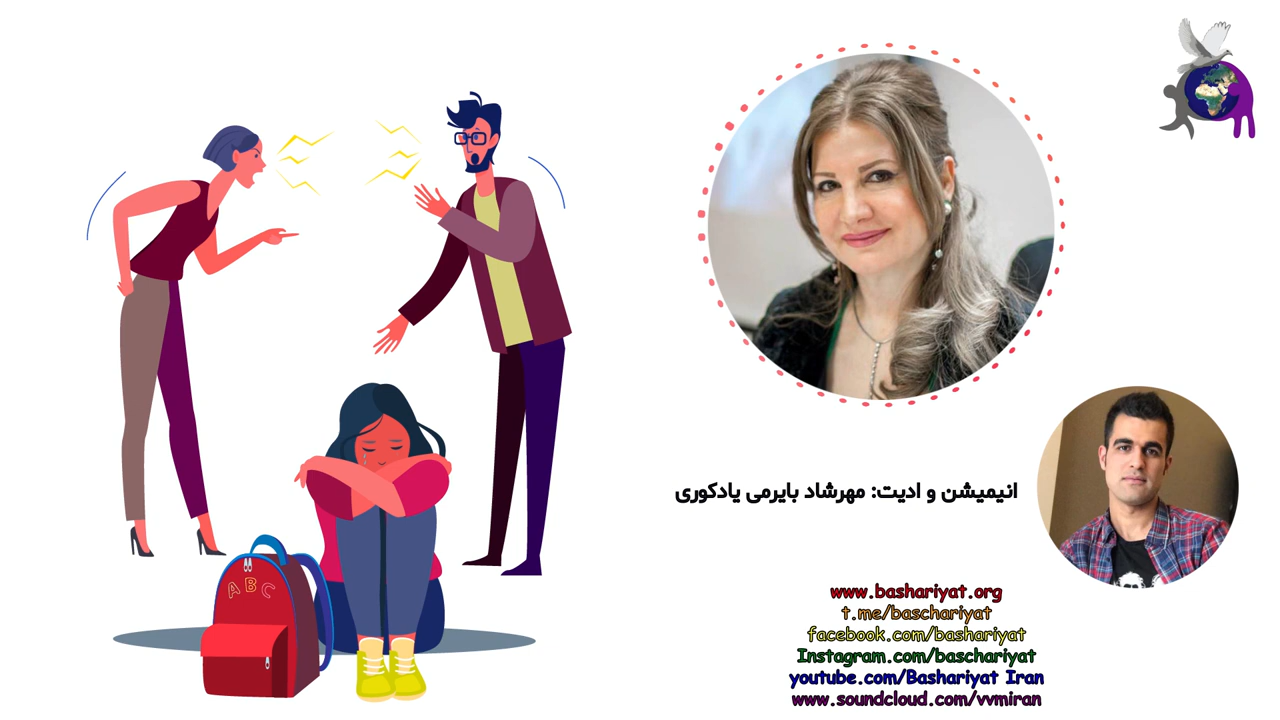 انیمیشن و ادیت: مهرشاد بایرمی یادکوری
www.bashariyat.org
t.me/baschariyat
facebook.com/bashariyat
Instagram.com/baschariyat
youtube.com/Bashariyat Iran
www.soundcloud.com/vvmiran
ABC